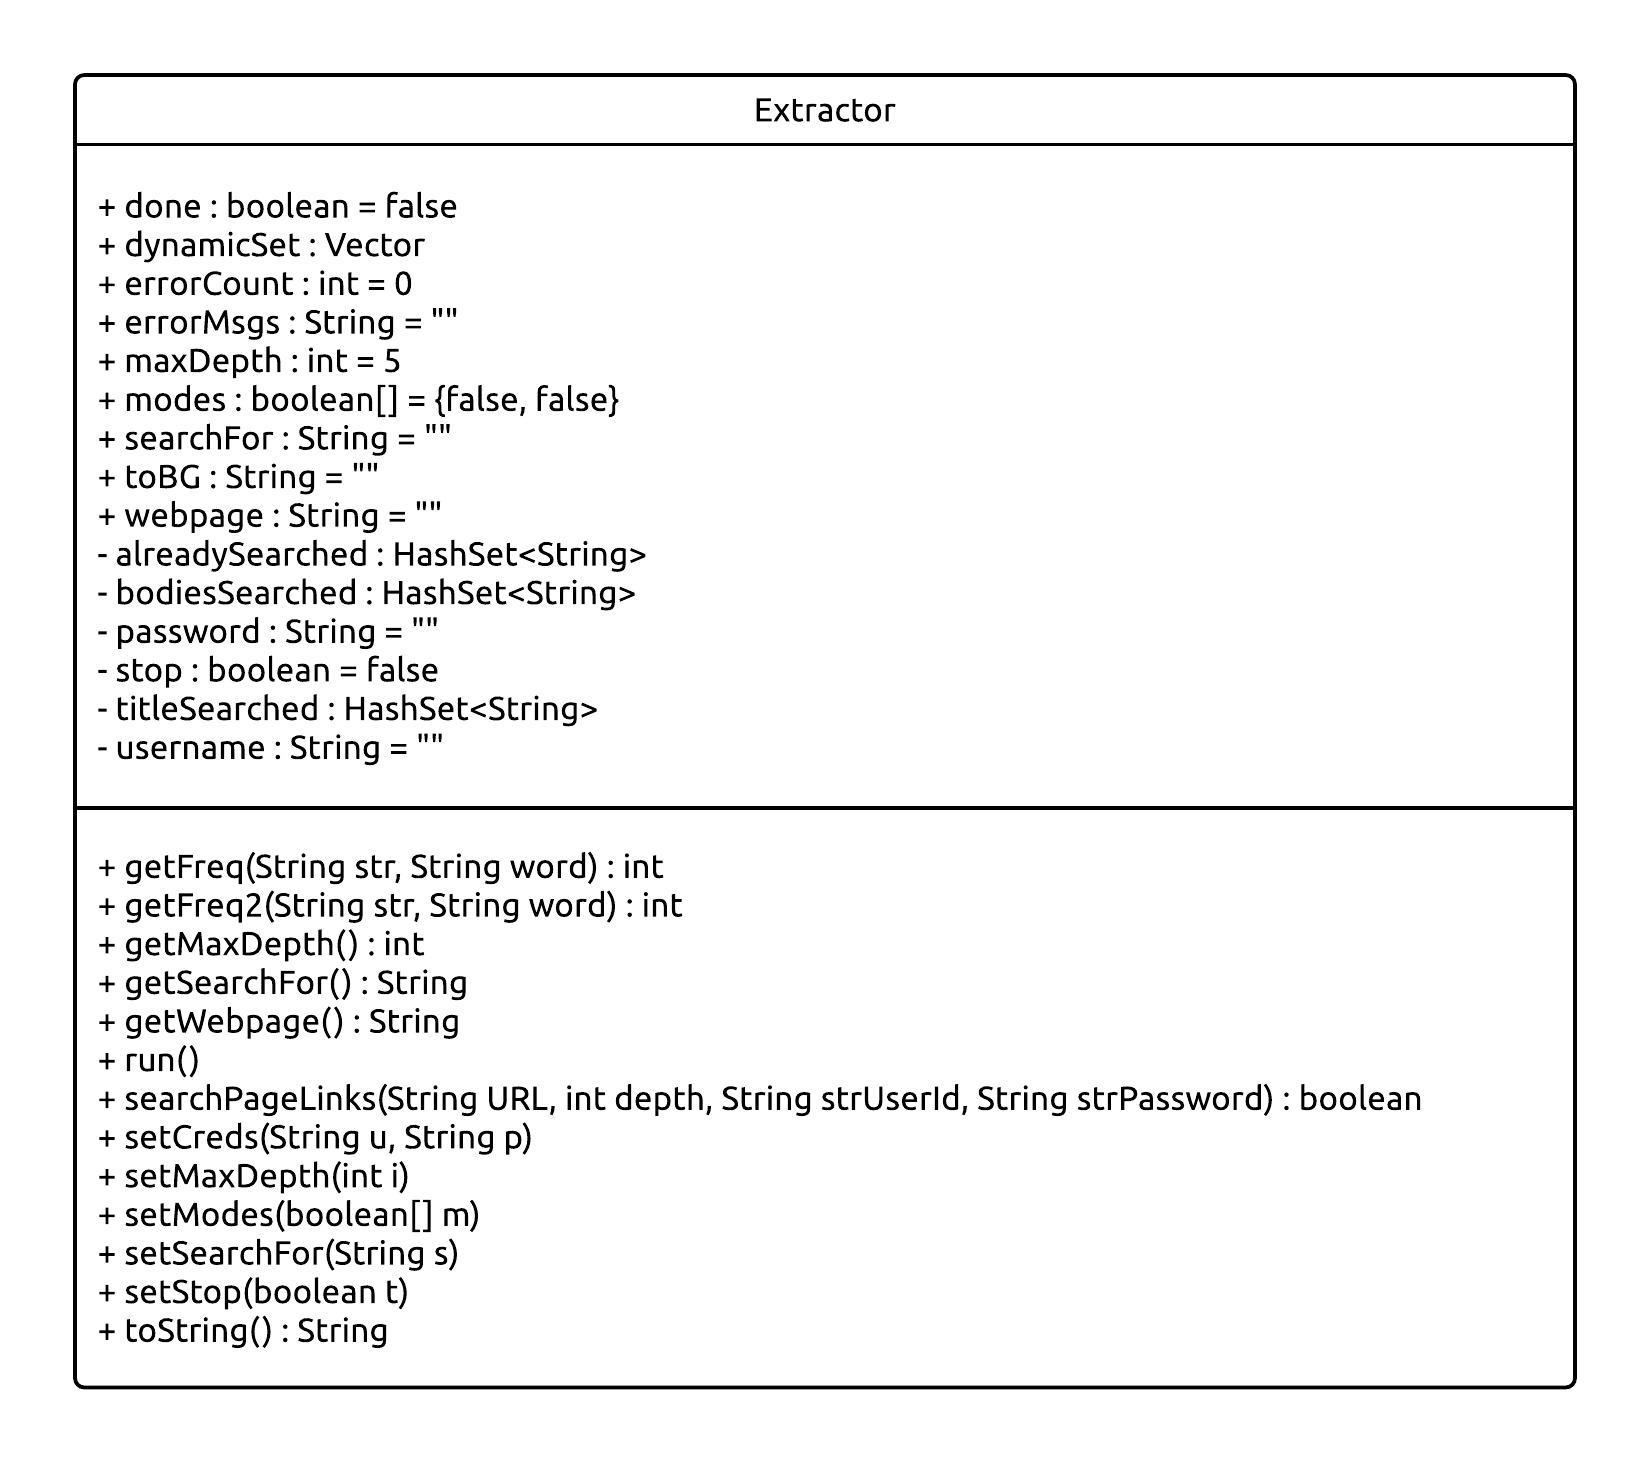 Extractor
+ done : boolean = false
+ dynamicSet : Vector
+ errorCount : int = 0
+ errorMsgs : String = ""
+ maxDepth : int = 5
+ modes : boolean[] = {false, false}
+ searchFor : String = ""
+ toBG : String = ""
+ webpage : String = ""
- alreadySearched : HashSet<String>
- bodiesSearched : HashSet<String>
- password : String = ""
- stop : boolean = false
- titleSearched : HashSet<String>
- username : String = ""
+ getFreq(String str, String word) : int
+ getFreq2(String str, String word) : int
+ getMaxDepth() : int
+ getSearchFor() : String
+ getWebpage() : String
+ run()
+ searchPageLinks(String URL, int depth, String strUserId, String strPassword) : boolean
+ setCreds(String u, String p)
+ setMaxDepth(int i)
+ setModes(boolean[] m)
+ setSearchFor(String s)
+ setStop(boolean t)
+ toString() : String